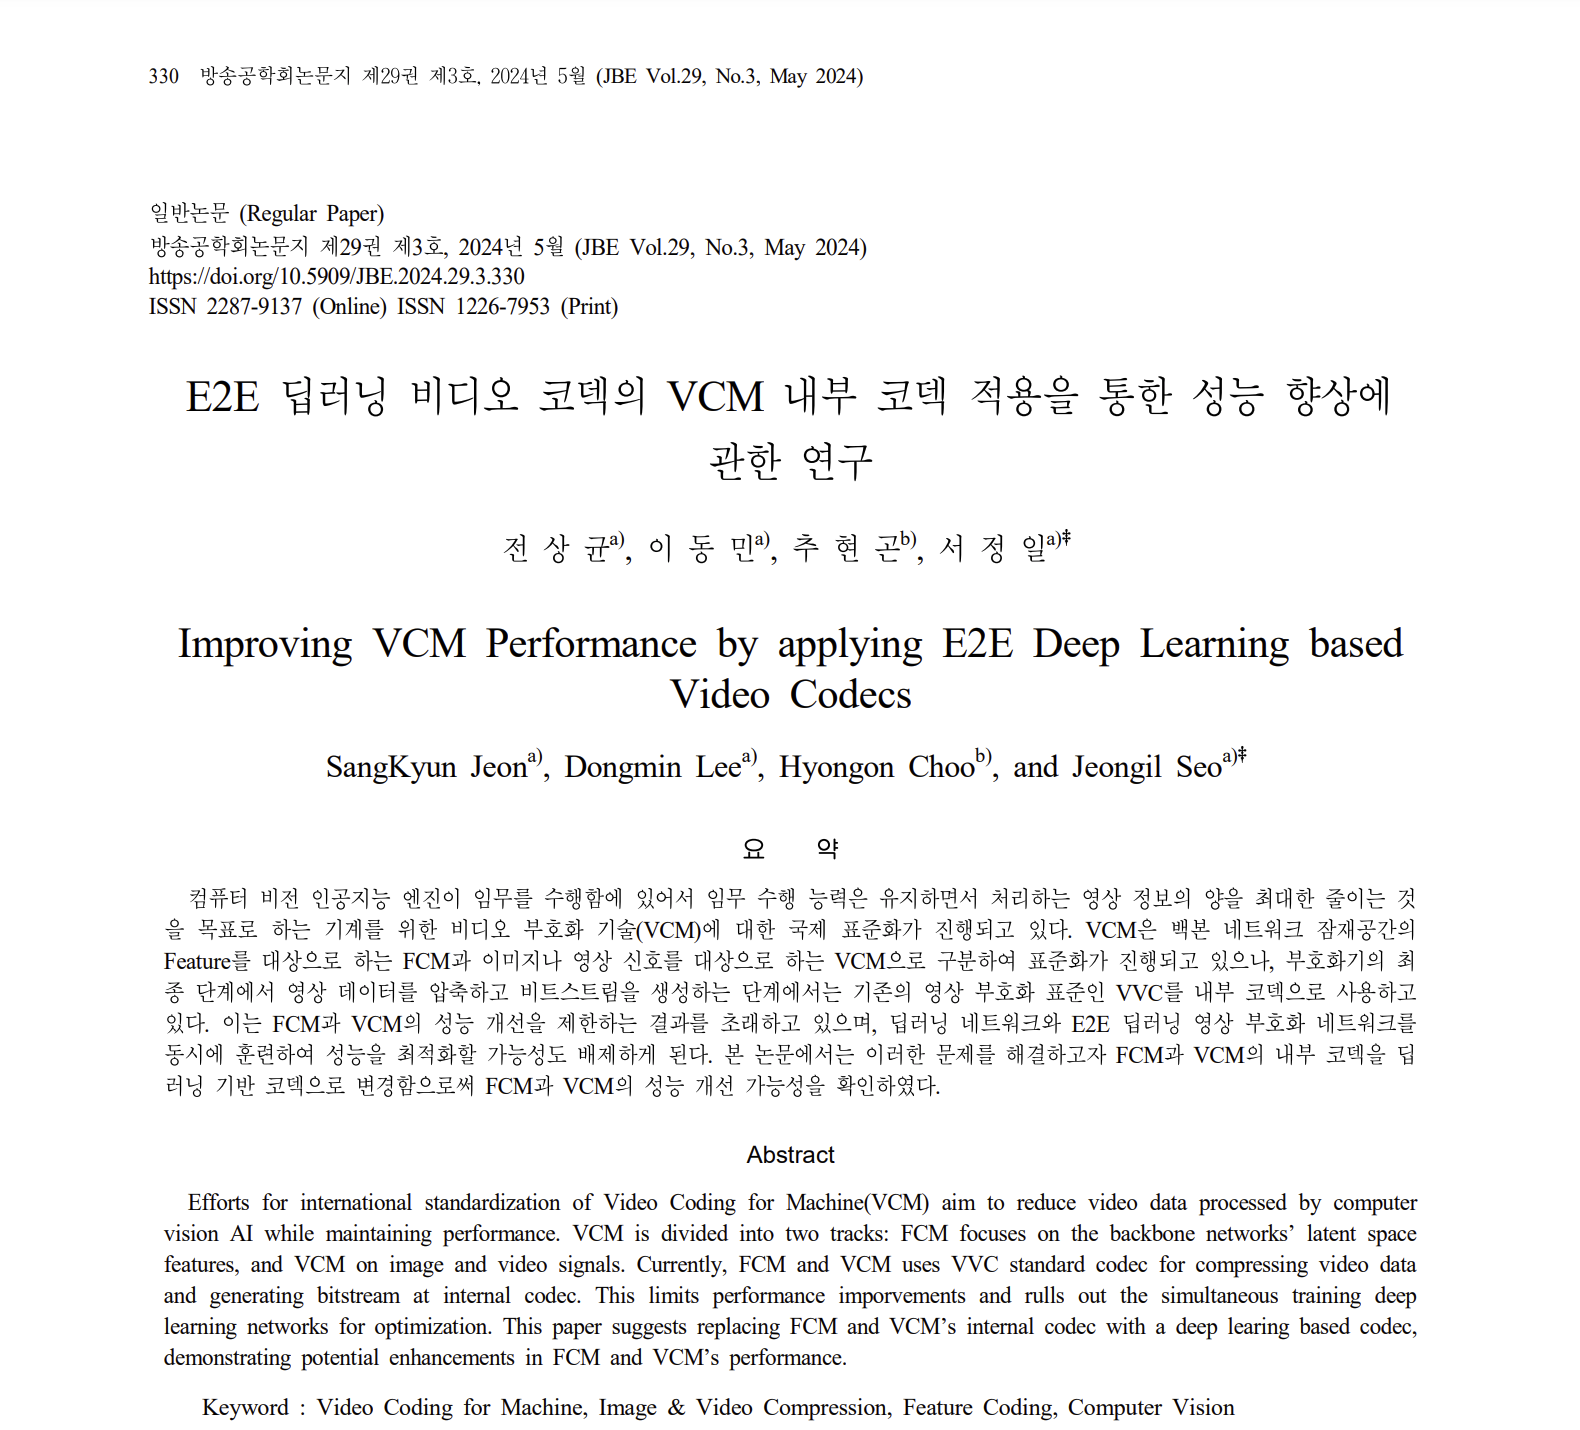 330 방송공학회논문지 제29권 제3호, 2024년 5월 (JBE Vol.29, No.3, May 2024)
일반논문 (Regular Paper)
방송공학회논문지 제29권 제3호, 2024년 5월 (JBE Vol.29, No.3, May 2024)
https://doi.org/10.5909/JBE.2024.29.3.330
ISSN 2287-9137 (Online) ISSN 1226-7953 (Print)
E2E 딥러닝 비디오 코덱의 VCM 내부 코덱 적용을 통한 성능 향상에
관한 연구
전 상 균a), 이 동 민a), 추 현 곤b), 서 정 일a)‡
Improving VCM Performance by applying E2E Deep Learning based
Video Codecs
SangKyun Jeona), Dongmin Leea), Hyongon Choob), and Jeongil Seoa)‡
요 약
컴퓨터 비전 인공지능 엔진이 임무를 수행함에 있어서 임무 수행 능력은 유지하면서 처리하는 영상 정보의 양을 최대한 줄이는 것
을 목표로 하는 기계를 위한 비디오 부호화 기술(VCM)에 대한 국제 표준화가 진행되고 있다. VCM은 백본 네트워크 잠재공간의
Feature를 대상으로 하는 FCM과 이미지나 영상 신호를 대상으로 하는 VCM으로 구분하여 표준화가 진행되고 있으나, 부호화기의 최
종 단계에서 영상 데이터를 압축하고 비트스트림을 생성하는 단계에서는 기존의 영상 부호화 표준인 VVC를 내부 코덱으로 사용하고
있다. 이는 FCM과 VCM의 성능 개선을 제한하는 결과를 초래하고 있으며, 딥러닝 네트워크와 E2E 딥러닝 영상 부호화 네트워크를
동시에 훈련하여 성능을 최적화할 가능성도 배제하게 된다. 본 논문에서는 이러한 문제를 해결하고자 FCM과 VCM의 내부 코덱을 딥
러닝 기반 코덱으로 변경함으로써 FCM과 VCM의 성능 개선 가능성을 확인하였다.
Abstract
Efforts for international standardization of Video Coding for Machine(VCM) aim to reduce video data processed by computer
vision AI while maintaining performance. VCM is divided into two tracks: FCM focuses on the backbone networks’ latent space
features, and VCM on image and video signals. Currently, FCM and VCM uses VVC standard codec for compressing video data
and generating bitstream at internal codec. This limits performance imporvements and rulls out the simultaneous training deep
learning networks for optimization. This paper suggests replacing FCM and VCM’s internal codec with a deep learing based codec,
demonstrating potential enhancements in FCM and VCM’s performance.
Keyword : Video Coding for Machine, Image & Video Compression, Feature Coding, Computer Vision